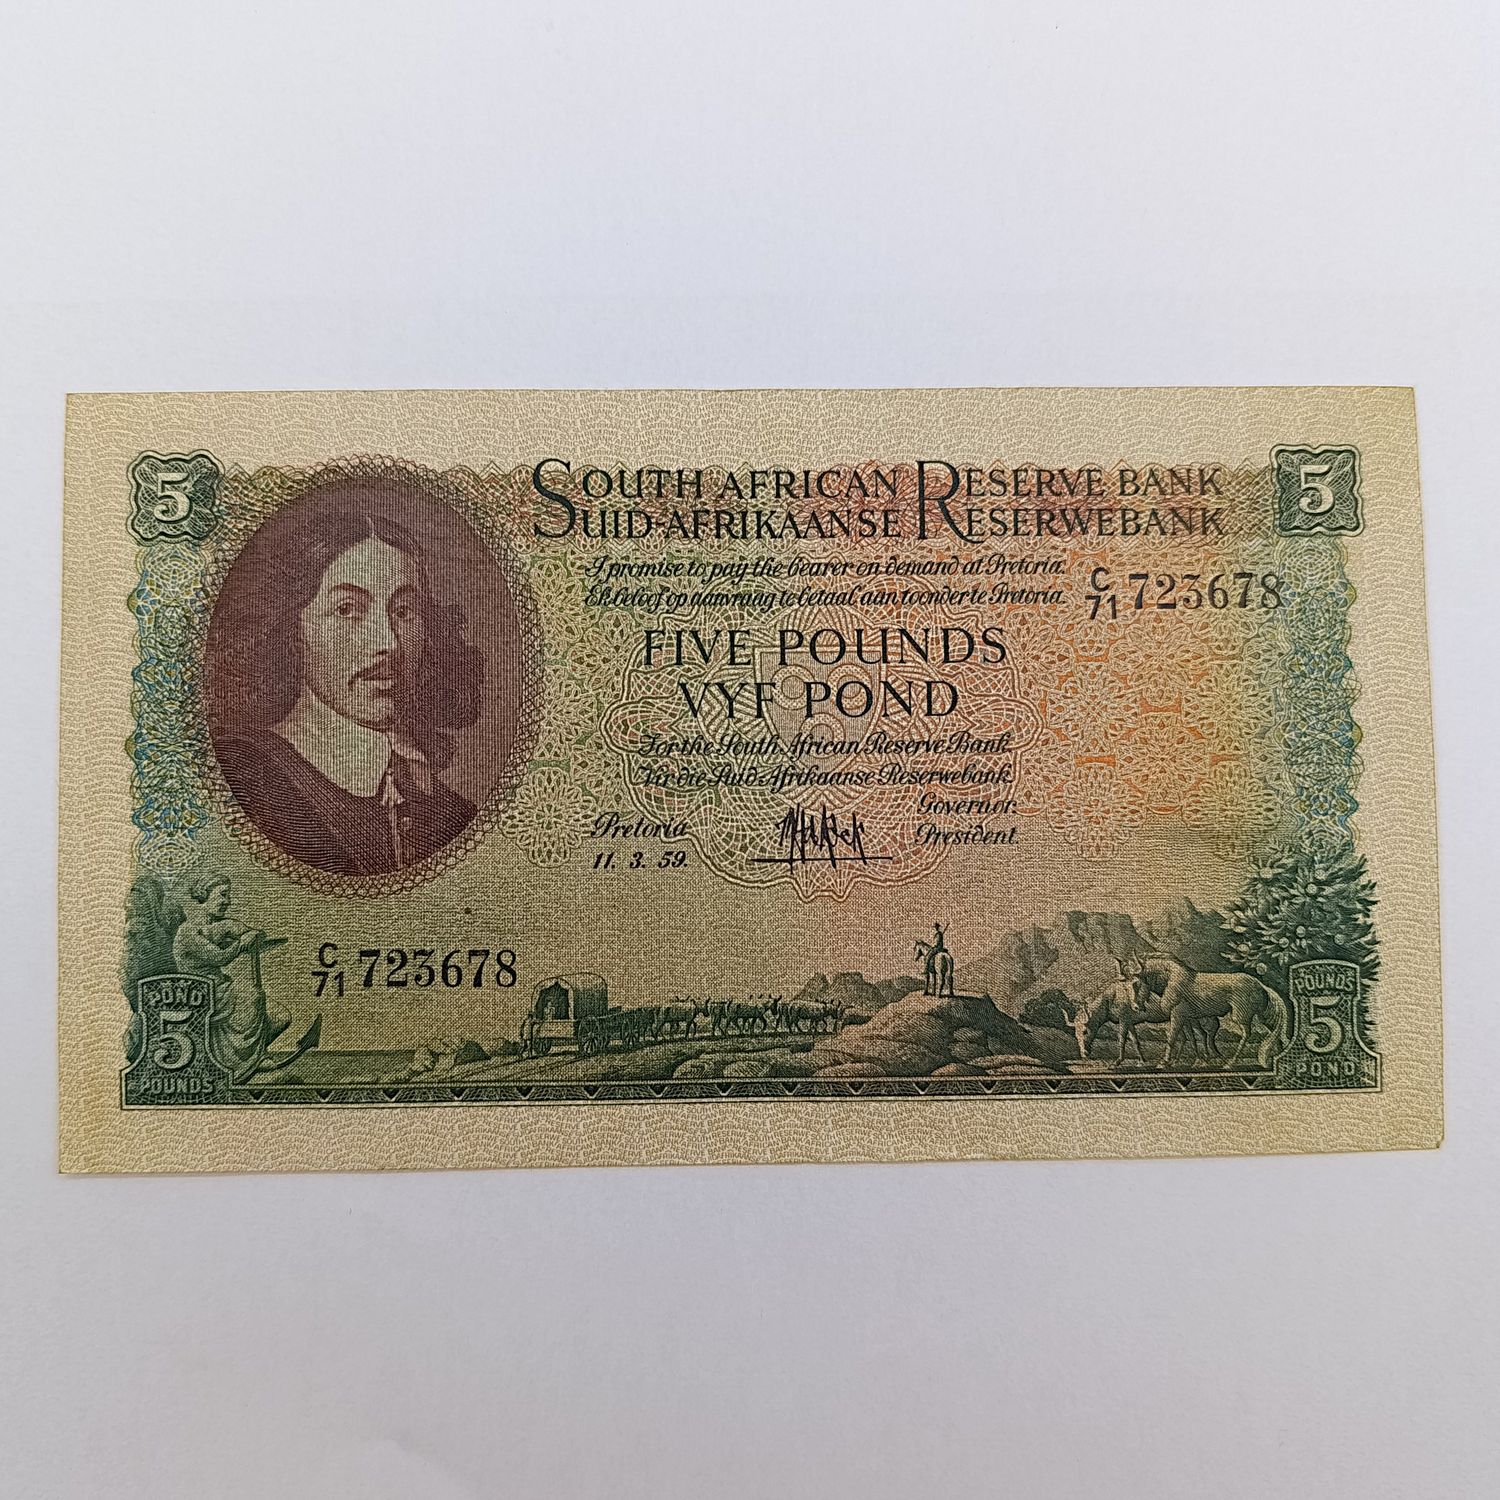 5
5
SOUTH AFRICAN RESERVE BANK
SUID-AFRIKAANSE RESERWEBANK
I promise to pay the bearer on demand at Pretoria.
Ek beloof op aanvraag te betaal aan toonder te Pretoria.
C/71 723678
FIVE POUNDS
VYF POND
For the South African Reserve Bank
Vir die Suid-Afrikaanse Reserwebank
Governor.
Pretoria
President.
11. 3. 59.
C/71 723678
POND
5
POUNDS
POUNDS
5
POND